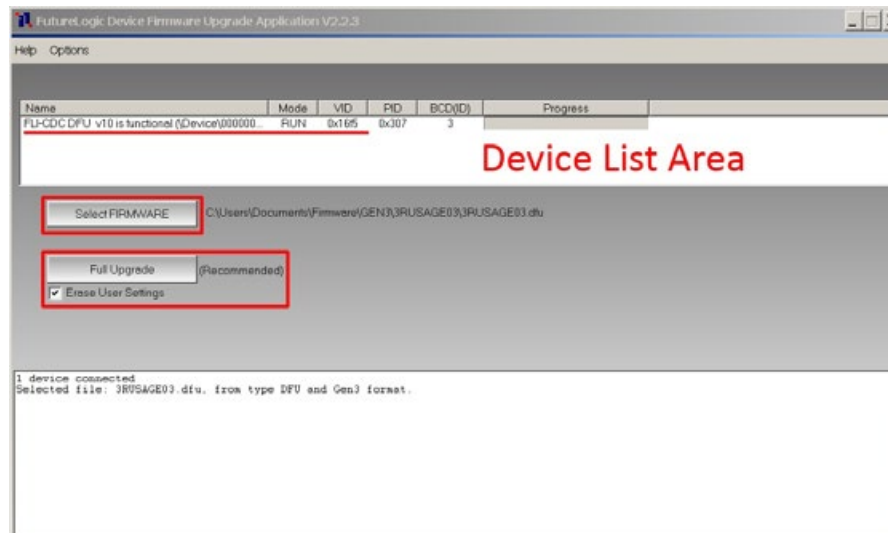 FutureLogic Device Firmware Upgrade Application V2.2.3
Help Options
Name Mode VID PID BCD(ID) Progress
FLI-CDC DFU v10 is functional (\Device\000000... RUN 0x16f5 0x307 3
Device List Area
Select FIRMWARE C:\Users\Documents\Firmware\GEN3\3RUSAGE03\3RUSAGE03.dfu
Full Upgrade (Recommended)
Erase User Settings
1 device connected
Selected file: 3RUSAGE03.dfu, from type DFU and Gen3 format.